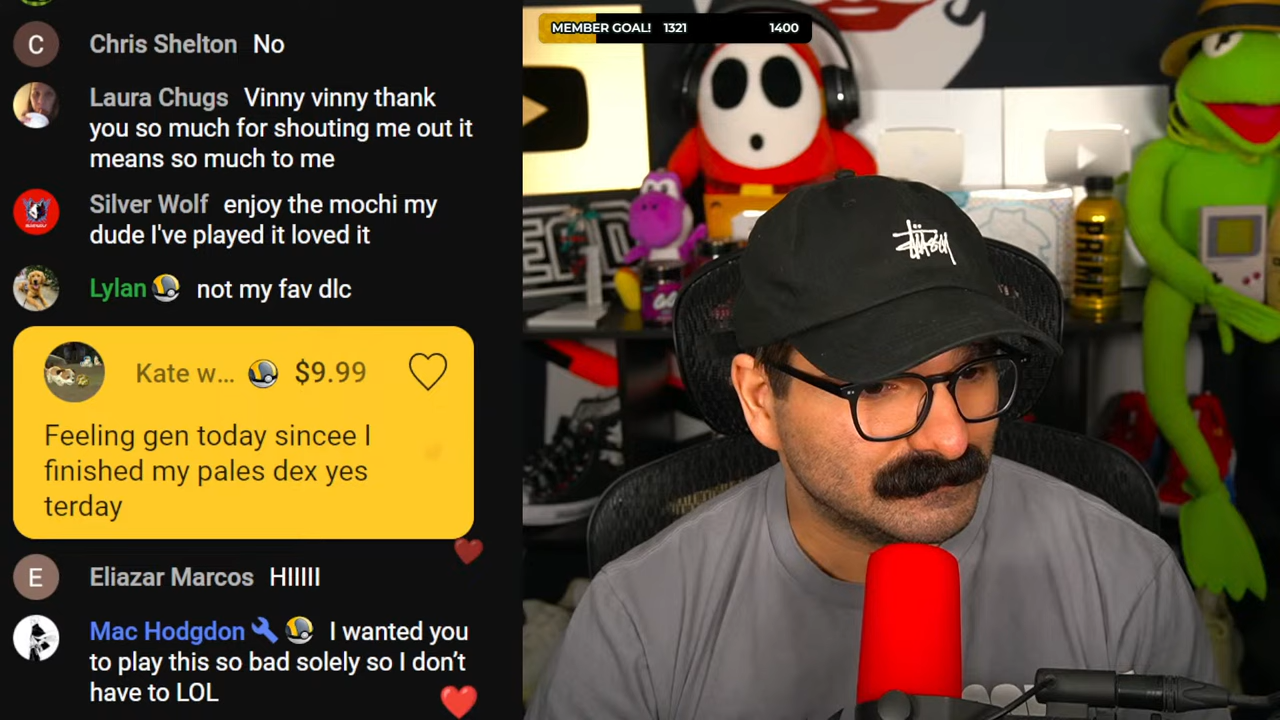 MEMBER GOAL! 1321 1400
C Chris Shelton No
Laura Chugs Vinny vinny thank
you so much for shouting me out it
means so much to me
Silver Wolf enjoy the mochi my
dude I've played it loved it
Lylan not my fav dlc
Kate w... $9.99
Feeling gen today sincee I
finished my pales dex yes
terday
E Eliazar Marcos HIIIII
Mac Hodgdon I wanted you
to play this so bad solely so I don’t
have to LOL
Stüssy
PRIME